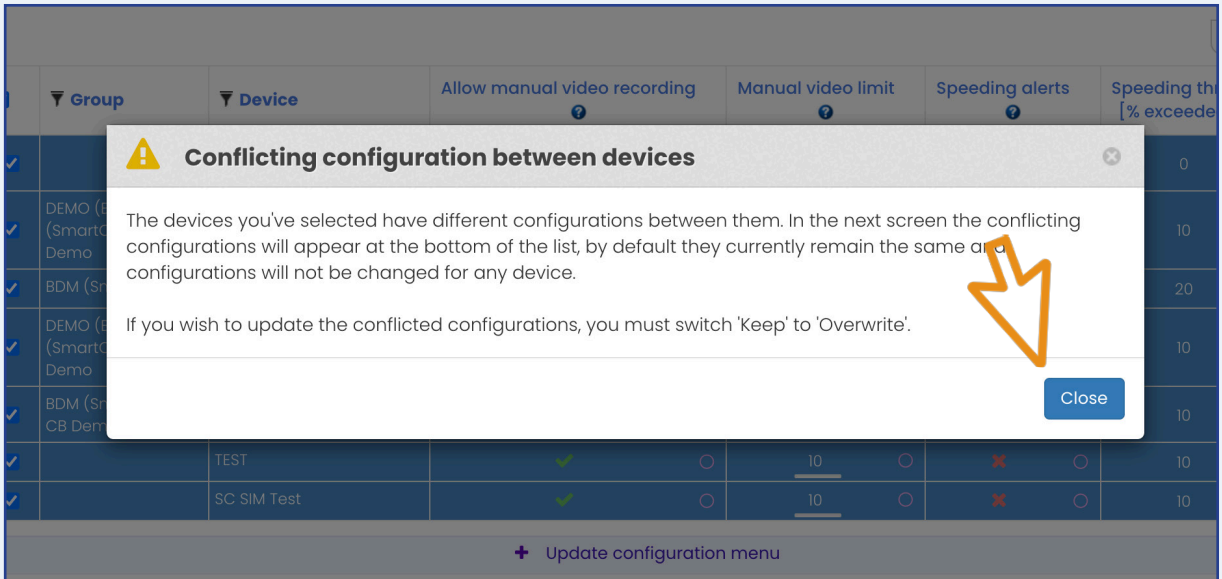 Group
Device
Allow manual video recording
Manual video limit
Speeding alerts
Speeding
[% exceede
Conflicting configuration between devices
0
The devices you've selected have different configurations between them. In the next screen the conflicting
configurations will appear at the bottom of the list, by default they currently remain the same and
configurations will not be changed for any device.
If you wish to update the conflicted configurations, you must switch 'Keep' to 'Overwrite'.
Close
DEMO
Demo
10
BDM
20
DEMO
Demo
10
BDM
CB Dem
10
TEST
10
10
SC SIM Test
10
10
+ Update configuration menu